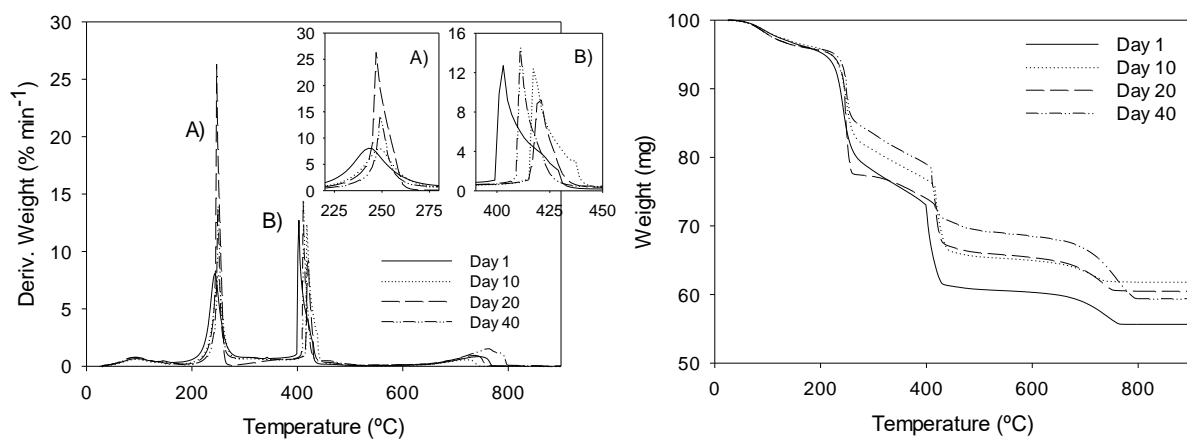 Deriv. Weight (% min⁻¹)
30
25
20
15
10
5
0
0
200
400
600
800
Temperature (ºC)
A)
B)
A)
30
25
20
15
10
5
0
225
250
275
B)
16
12
8
4
0
400
425
450
Day 1
Day 10
Day 20
Day 40
Weight (mg)
100
90
80
70
60
50
0
200
400
600
800
Temperature (ºC)
Day 1
Day 10
Day 20
Day 40